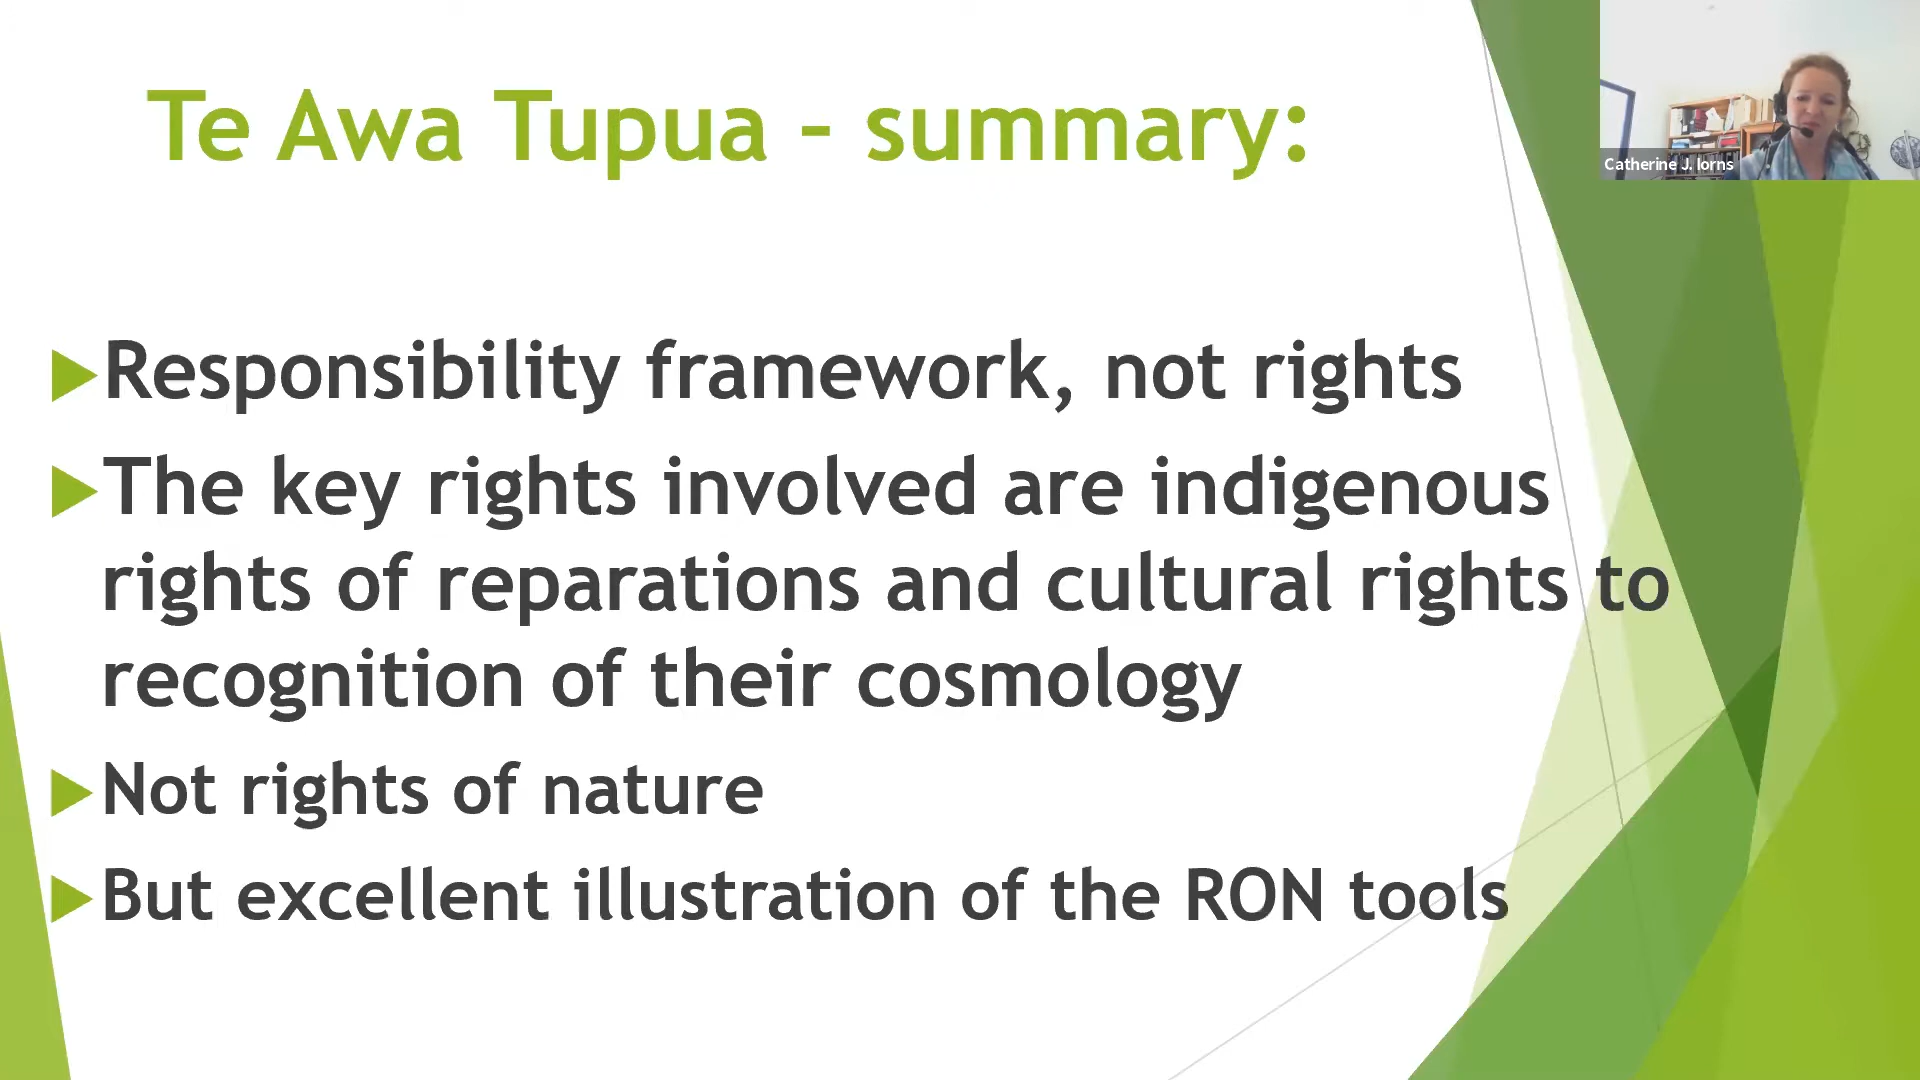 Te Awa Tupua – summary:
Catherine J. Iorns
Responsibility framework, not rights
The key rights involved are indigenous
rights of reparations and cultural rights to
recognition of their cosmology
Not rights of nature
But excellent illustration of the RON tools